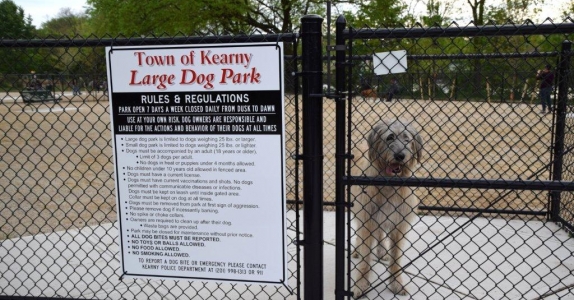 Town of Kearny
Large Dog Park
RULES & REGULATIONS
PARK OPEN 7 DAYS A WEEK CLOSED DAILY FROM DUSK TO DAWN
USE AT YOUR OWN RISK. DOG OWNERS ARE RESPONSIBLE AND
LIABLE FOR THE ACTIONS AND BEHAVIOR OF THEIR DOGS AT ALL TIMES
• Large dog park is limited to dogs weighing 25 lbs. or larger.
Small dog park is limited to dogs weighing 25 lbs. or lighter.
• Dogs must be accompanied by an adult (18 years or older).
• Limit of 3 dogs per adult.
• No dogs in heat or puppies under 4 months allowed.
• No children under 10 years old allowed in fenced area.
• Dogs must have a current license.
• Dogs must have current vaccinations and shots. No dogs
permitted with communicable diseases or infections.
• Dogs must be kept on leash until inside gated area.
Collar must be kept on dog at all times.
• Dogs must be removed from park at first sign of aggression.
• Please remove dog if incessantly barking.
• No spike or choke collars.
• Owners are required to clean up after their dog.
• Waste bags are provided.
• Park may be closed for maintenance without prior notice.
• ALL DOG BITES MUST BE REPORTED.
• NO TOYS OR BALLS ALLOWED.
• NO FOOD ALLOWED.
• NO SMOKING ALLOWED.
TO REPORT A DOG BITE OR EMERGENCY PLEASE CONTACT
KEARNY POLICE DEPARTMENT AT (201) 998-1313 OR 911